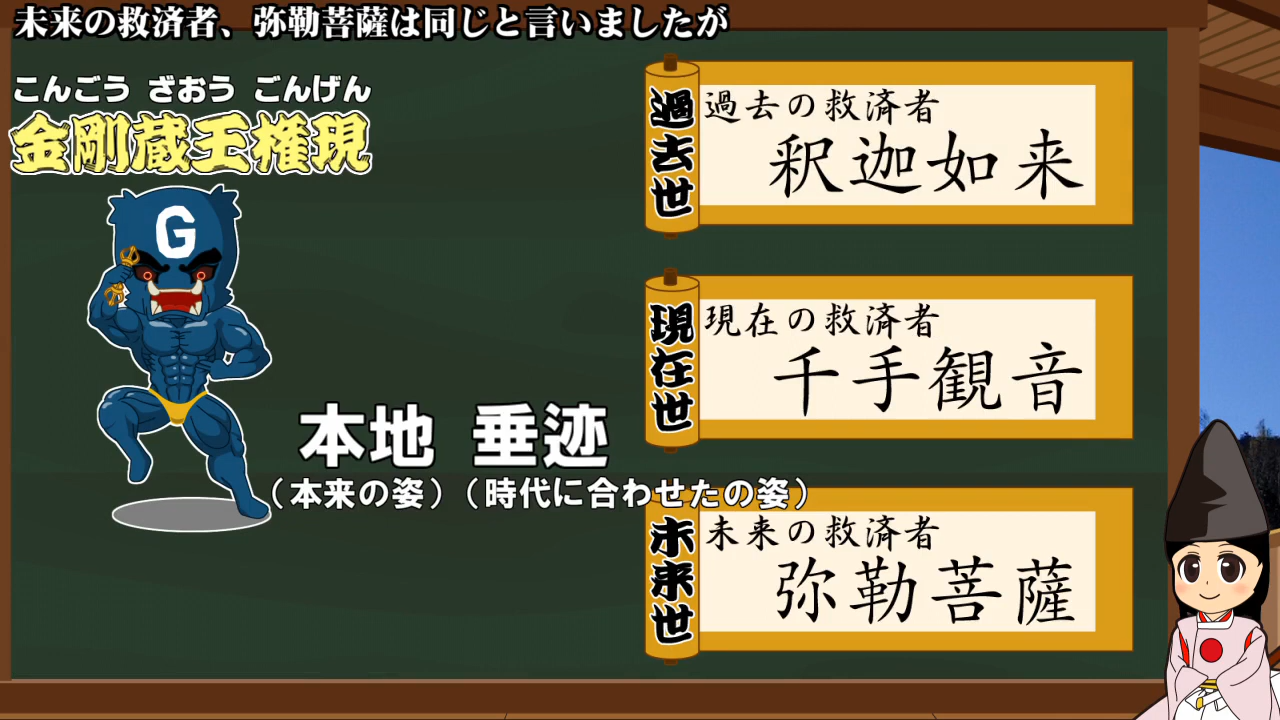 未来の救済者、弥勒菩薩は同じと言いましたが
こんごう ざおう ごんげん
金剛蔵王権現
G
本地 垂迹
（本来の姿）（時代に合わせたの姿）
過去世
過去の救済者
釈迦如来
現在世
現在の救済者
千手観音
未来世
未来の救済者
弥勒菩薩